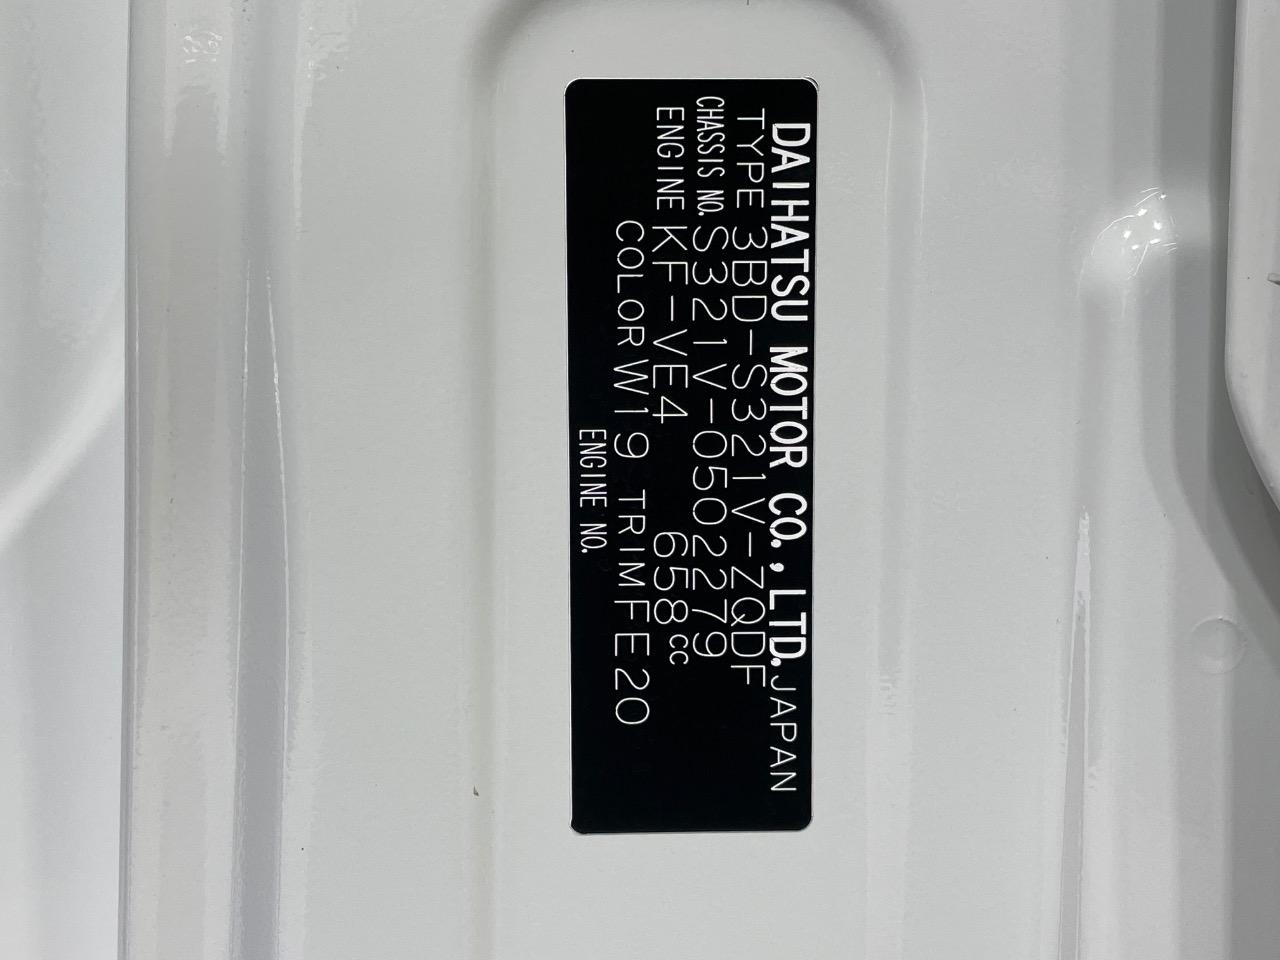 DAIHATSU MOTOR CO., LTD. JAPAN
TYPE 3BD-S321V-ZQDF
CHASSIS NO. S321V-0502279
ENGINE KF-VE4 658cc
COLOR W19 TRIM FE20
ENGINE NO.